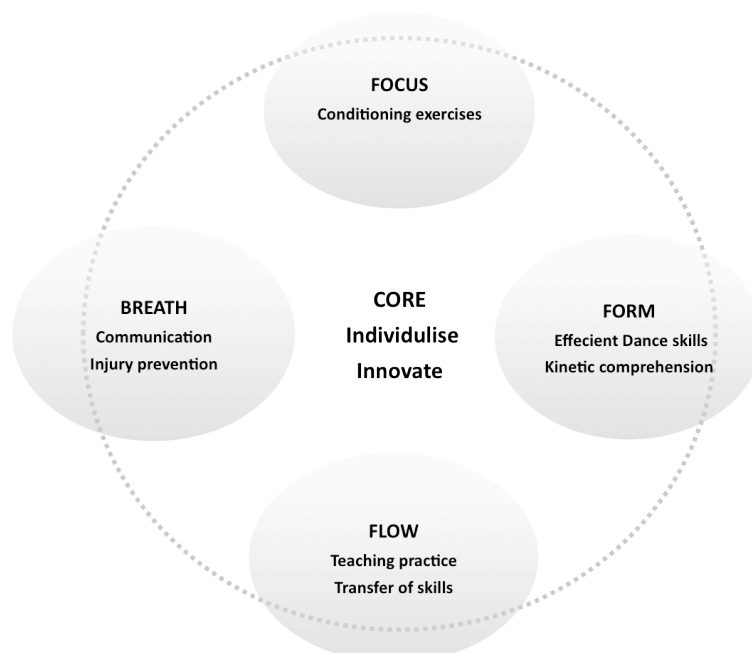 FOCUS
Conditioning exercises
BREATH
Communication
Injury prevention
CORE
Individulise
Innovate
FORM
Effecient Dance skills
Kinetic comprehension
FLOW
Teaching practice
Transfer of skills